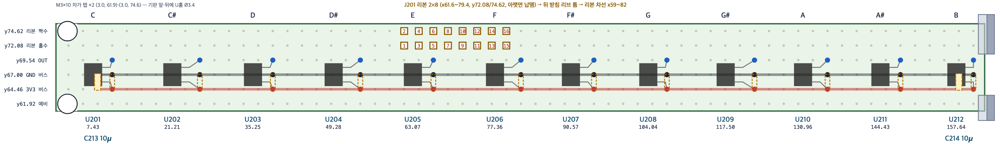 M3×10 자가 탭 ×2 (3.0, 61.9)·(3.0, 74.6) — 기판 앞·뒤에 U홈 Ø3.4
J201 리본 2×8 (x61.6~79.4, y72.08/74.62, 아랫면 납땜) → 뒤 받침 리브 틈 → 리본 차선 x59~82
C C# D D# E F F# G G# A A# B
y74.62 리본 짝수
2 4 6 8 10 12 14 16
y72.08 리본 홀수
1 3 5 7 9 11 13 15
y69.54 OUT
y67.00 GND 버스
y64.46 3V3 버스
y61.92 예비
U201 U202 U203 U204 U205 U206 U207 U208 U209 U210 U211 U212
7.43 21.21 35.25 49.28 63.07 77.36 90.57 104.04 117.50 130.96 144.43 157.64
C213 10μ C214 10μ